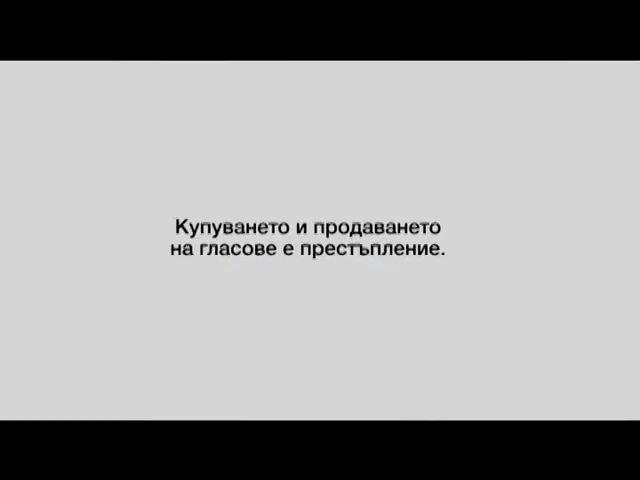 Купуването и продаването
на гласове е престъпление.